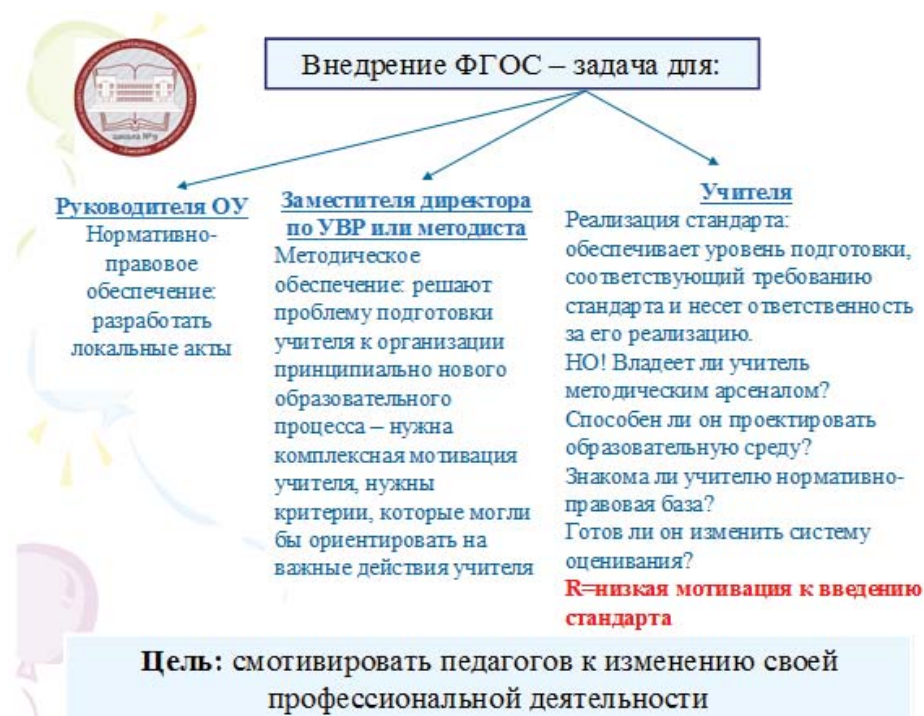 Внедрение ФГОС – задача для:
школа №9
Руководителя ОУ
Нормативно-
правовое
обеспечение:
разработать
локальные акты
Заместителя директора
по УВР или методиста
Методическое
обеспечение: решают
проблему подготовки
учителя к организации
принципиально нового
образовательного
процесса – нужна
комплексная мотивация
учителя, нужны
критерии, которые могли
бы ориентировать на
важные действия учителя
Учителя
Реализация стандарта:
обеспечивает уровень подготовки,
соответствующий требованию
стандарта и несет ответственность
за его реализацию.
НО! Владеет ли учитель
методическим арсеналом?
Способен ли он проектировать
образовательную среду?
Знакома ли учителю нормативно-
правовая база?
Готов ли он изменить систему
оценивания?
R=низкая мотивация к введению
стандарта
Цель: смотивировать педагогов к изменению своей
профессиональной деятельности